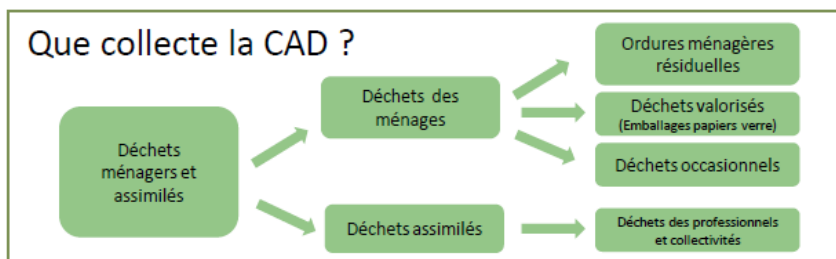 Que collecte la CAD ?
Déchets
ménagers et
assimilés
Déchets des
ménages
Déchets assimilés
Ordures ménagères
résiduelles
Déchets valorisés
(Emballages papiers verre)
Déchets occasionnels
Déchets des professionnels
et collectivités